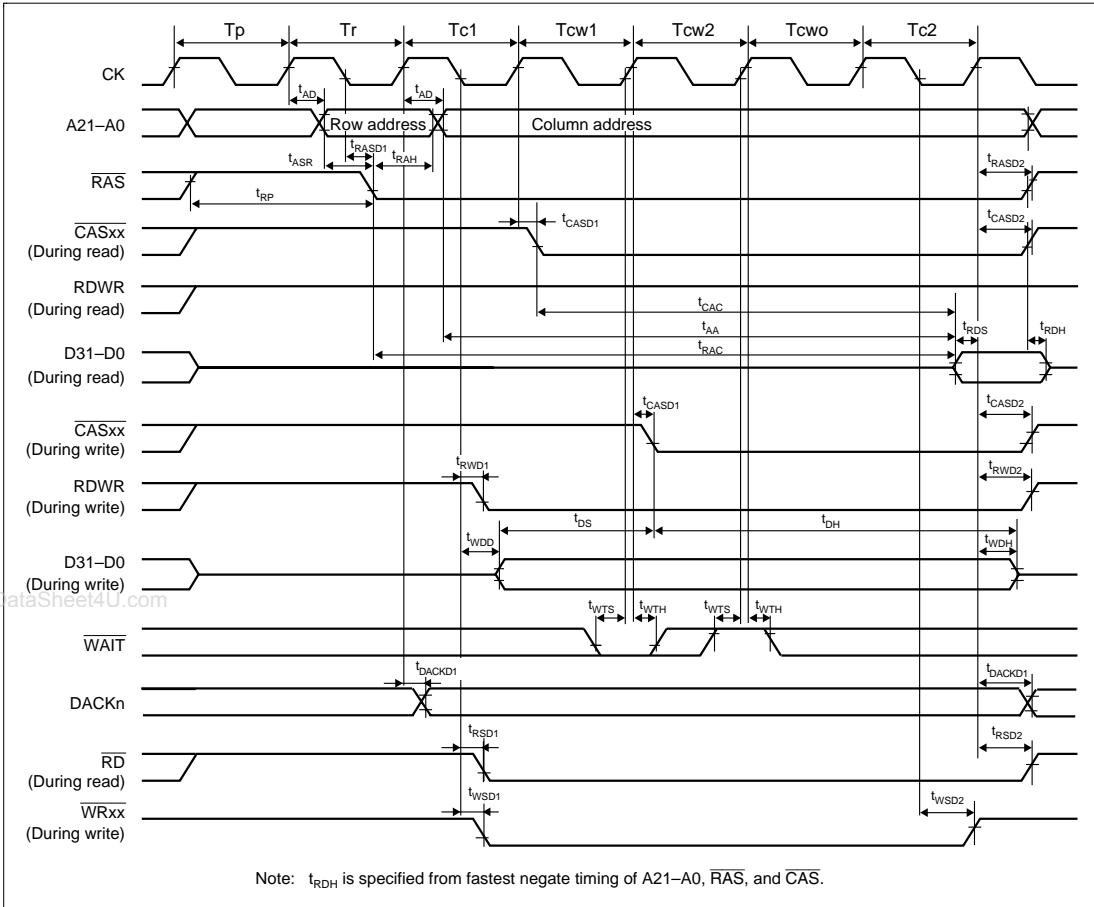 Tp Tr Tc1 Tcw1 Tcw2 Tcwo Tc2
CK
tAD tAD
A21–A0 Row address Column address
tRASD1
tASR tRAH tRASD2
RAS
tRP
CASxx tCASD1 tCASD2
(During read)
RDWR
(During read)
tCAC
tAA
tRDS tRDH
tRAC
D31–D0
(During read)
tCASD1 tCASD2
CASxx
(During write)
tRWD1 tRWD2
RDWR
(During write)
tDS tDH
tWDD tWDH
D31–D0
(During write)
DataSheet4U.com
tWTS tWTH tWTS tWTH
WAIT
tDACKD1 tDACKD1
DACKn
tRSD1 tRSD2
RD
(During read)
tWSD1 tWSD2
WRxx
(During write)
Note: tRDH is specified from fastest negate timing of A21–A0, RAS, and CAS.